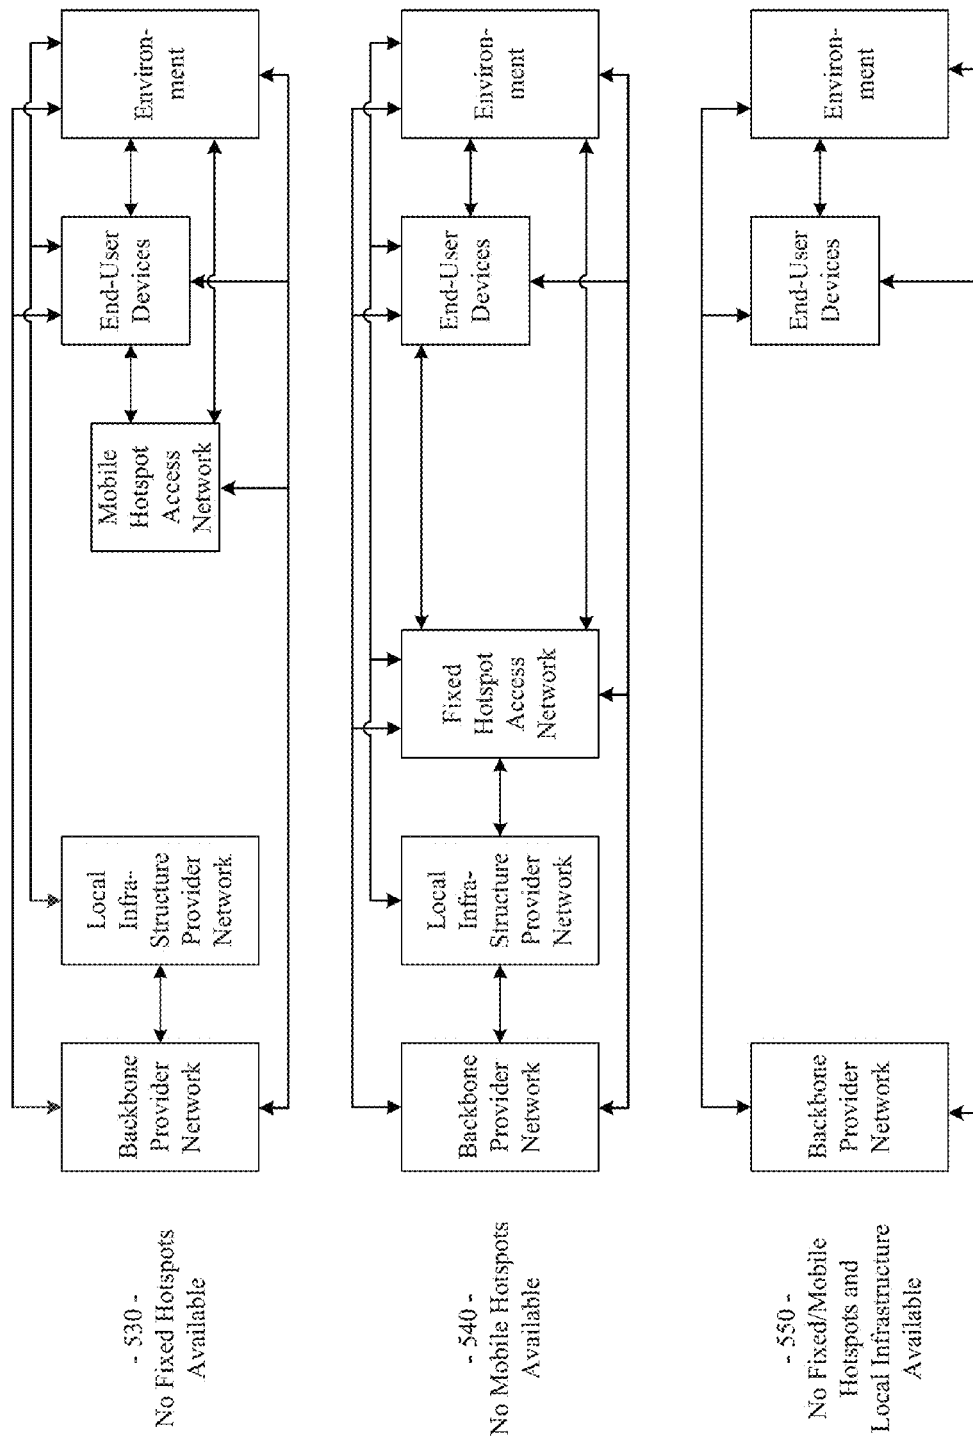 - 530 -
No Fixed Hotspots
Available
Backbone
Provider
Network
Local
Infra-
Structure
Provider
Network
Mobile
Hotspot
Access
Network
End-User
Devices
Environ-
ment
- 540 -
No Mobile Hotspots
Available
Backbone
Provider
Network
Local
Infra-
Structure
Provider
Network
Fixed
Hotspot
Access
Network
End-User
Devices
Environ-
ment
- 550 -
No Fixed/Mobile
Hotspots and
Local Infrastructure
Available
Backbone
Provider
Network
End-User
Devices
Environ-
ment